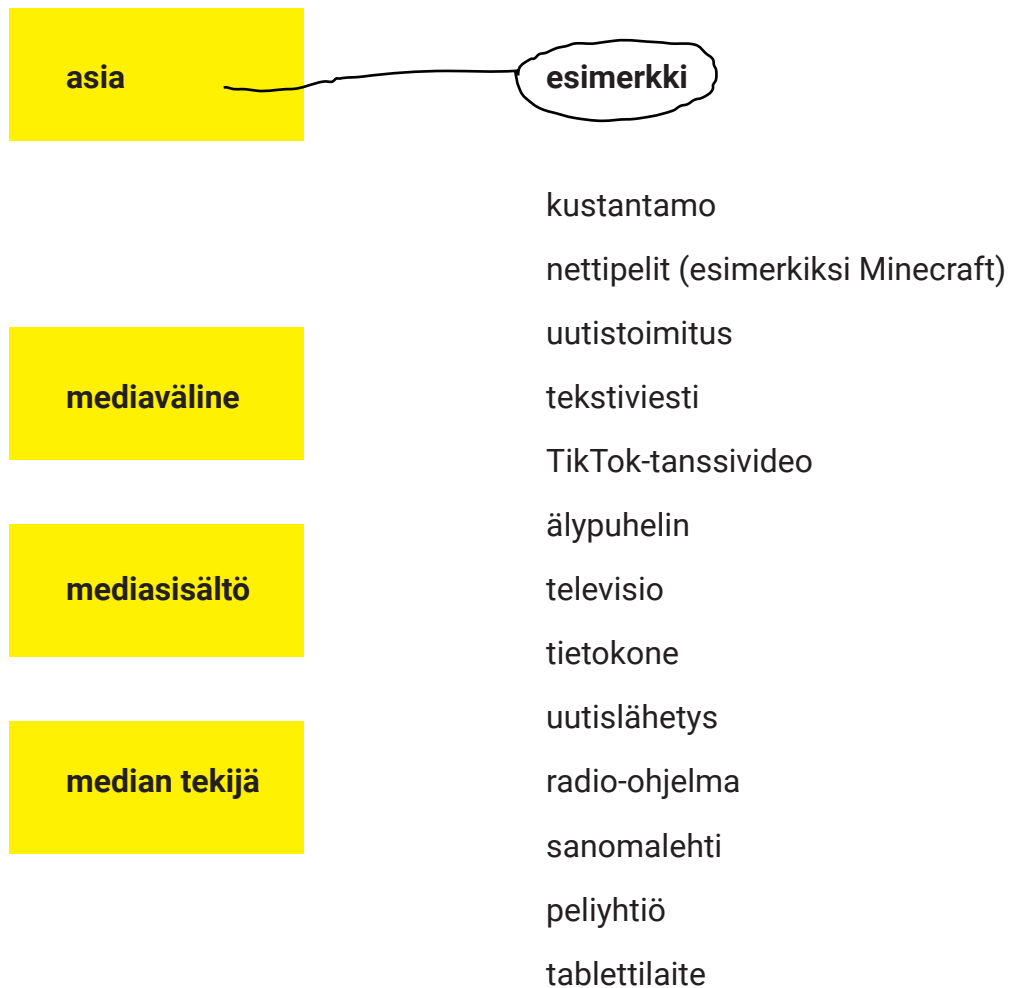 asia
esimerkki
kustantamo
nettipelit (esimerkiksi Minecraft)
uutistoimitus
mediaväline
tekstiviesti
TikTok-tanssivideo
älypuhelin
mediasisältö
televisio
tietokone
uutislähetys
median tekijä
radio-ohjelma
sanomalehti
peliyhtiö
tablettilaite